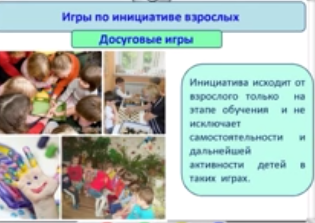 Игры по инициативе взрослых
Досуговые игры
Инициатива исходит от
взрослого только на
этапе обучения и не
исключает
самостоятельности и
дальнейшей
активности детей в
таких играх.